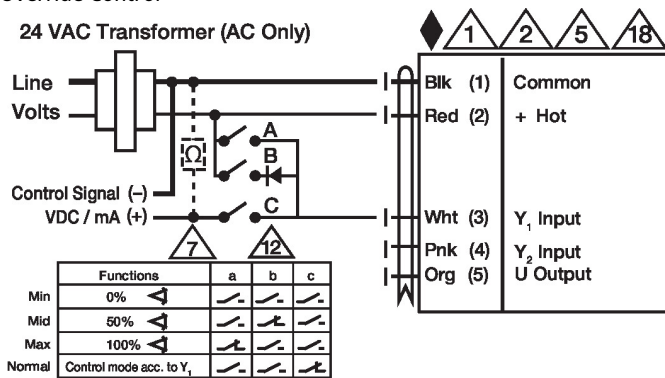 Override Control
24 VAC Transformer (AC Only)
1 2 5 18
Line
Volts
Blk (1) Common
Red (2) + Hot
A
B
C
Ω
Control Signal (–)
VDC / mA (+)
Wht (3) Y1 Input
Pnk (4) Y2 Input
Org (5) U Output
7 12
Functions a b c
Min 0%
Mid 50%
Max 100%
Normal Control mode acc. to Y1